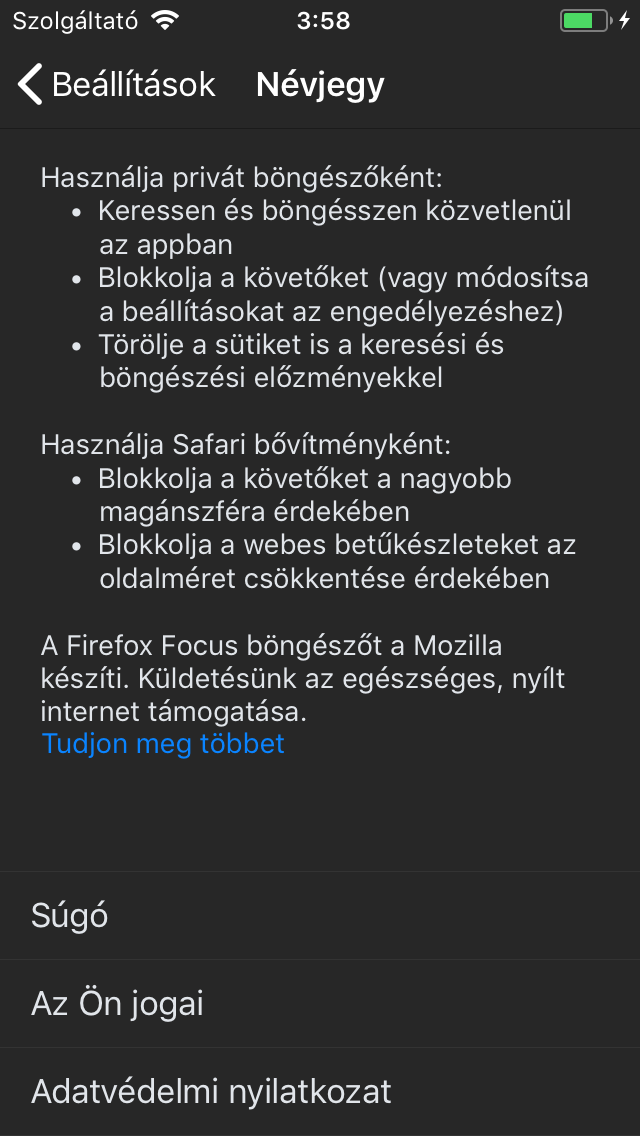 Szolgáltató 3:58
Beállítások Névjegy
Használja privát böngészőként:
• Keressen és böngésszen közvetlenül
az appban
• Blokkolja a követőket (vagy módosítsa
a beállításokat az engedélyezéshez)
• Törölje a sütiket is a keresési és
böngészési előzményekkel
Használja Safari bővítményként:
• Blokkolja a követőket a nagyobb
magánszféra érdekében
• Blokkolja a webes betűkészleteket az
oldalméret csökkentése érdekében
A Firefox Focus böngészőt a Mozilla
készíti. Küldetésünk az egészséges, nyílt
internet támogatása.
Tudjon meg többet
Súgó
Az Ön jogai
Adatvédelmi nyilatkozat